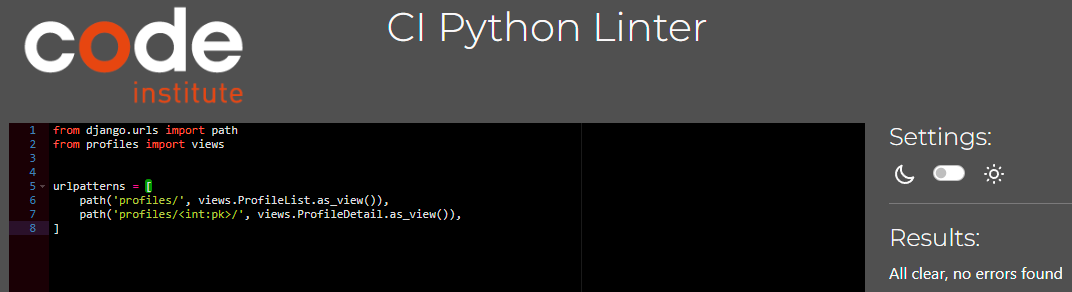 code
institute
CI Python Linter
1 from django.urls import path
2 from profiles import views
3
4
5 urlpatterns = [
6     path('profiles/', views.ProfileList.as_view()),
7     path('profiles/<int:pk>/', views.ProfileDetail.as_view()),
8 ]
Settings:
Results:
All clear, no errors found